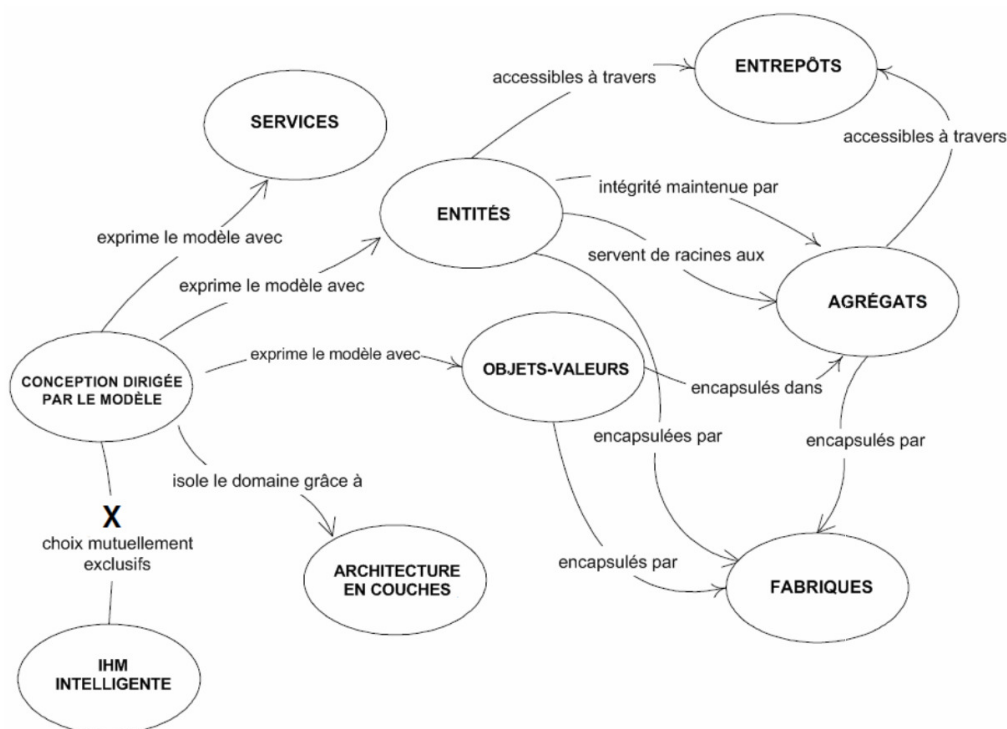 ENTREPÔTS
accessibles à travers
SERVICES
accessibles à travers
intégrité maintenue par
ENTITÉS
exprime le modèle avec
servent de racines aux
exprime le modèle avec
AGRÉGATS
exprime le modèle avec
OBJETS-VALEURS
CONCEPTION DIRIGÉE
PAR LE MODÈLE
encapsulés dans
encapsulées par
encapsulés par
isole le domaine grâce à
X
choix mutuellement
exclusifs
encapsulés par
ARCHITECTURE
EN COUCHES
FABRIQUES
IHM
INTELLIGENTE